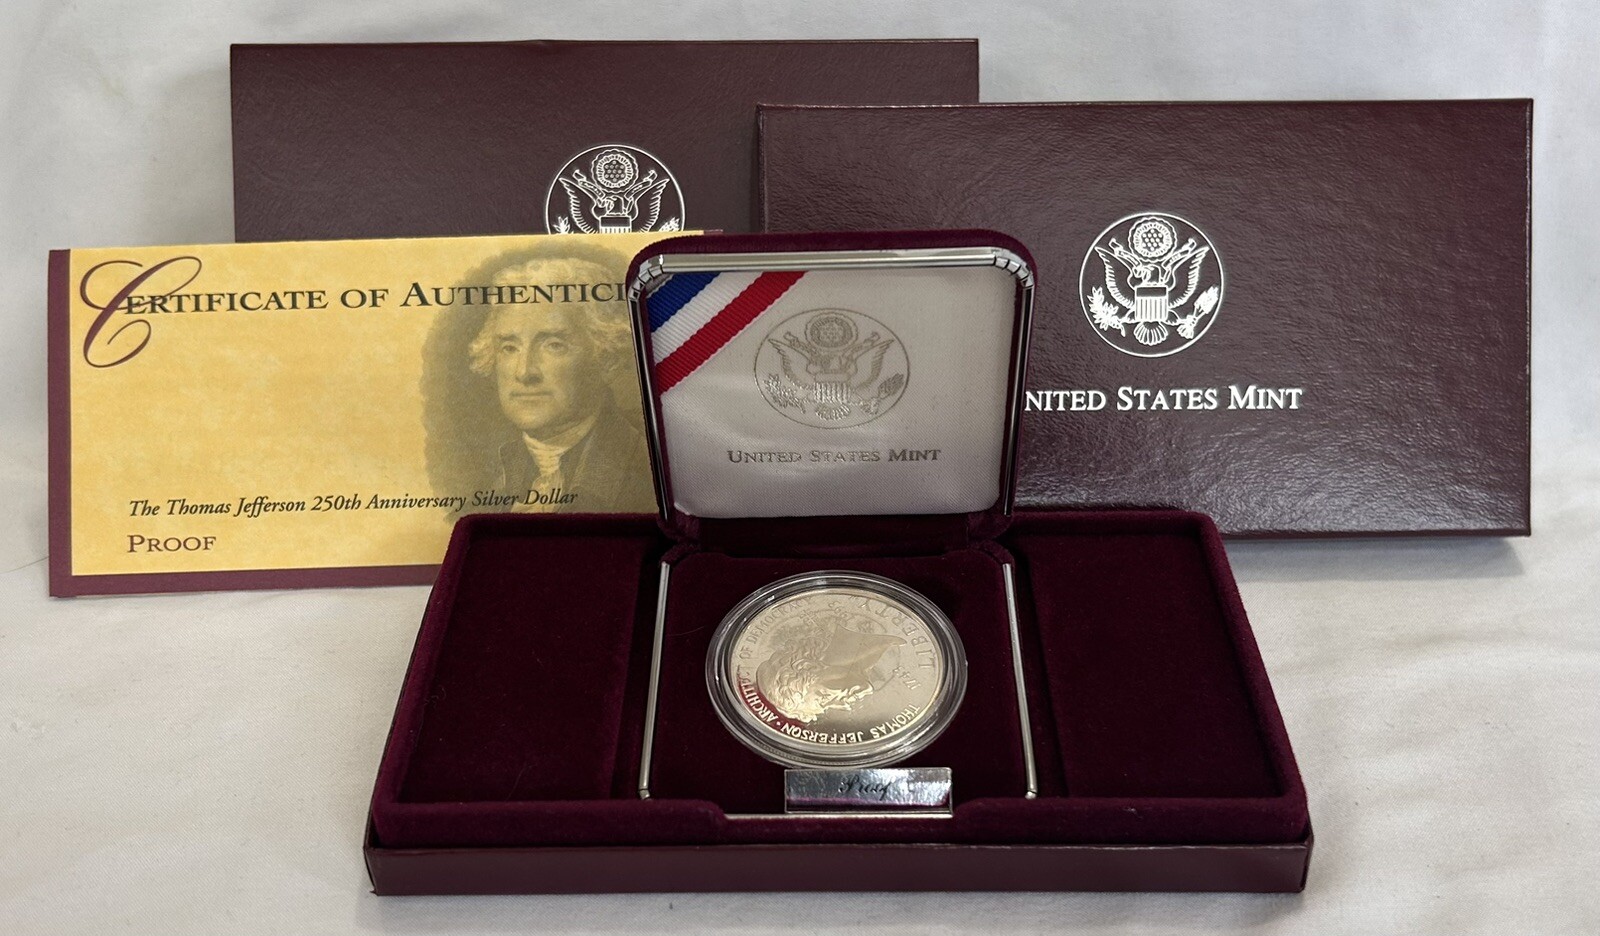 CERTIFICATE OF AUTHENTICI
The Thomas Jefferson 250th Anniversary Silver Dollar
PROOF
UNITED STATES MINT
NITED STATES MINT
LIBERTY
THOMAS JEFFERSON · ARCHITECT OF DEMOCRACY
Proof